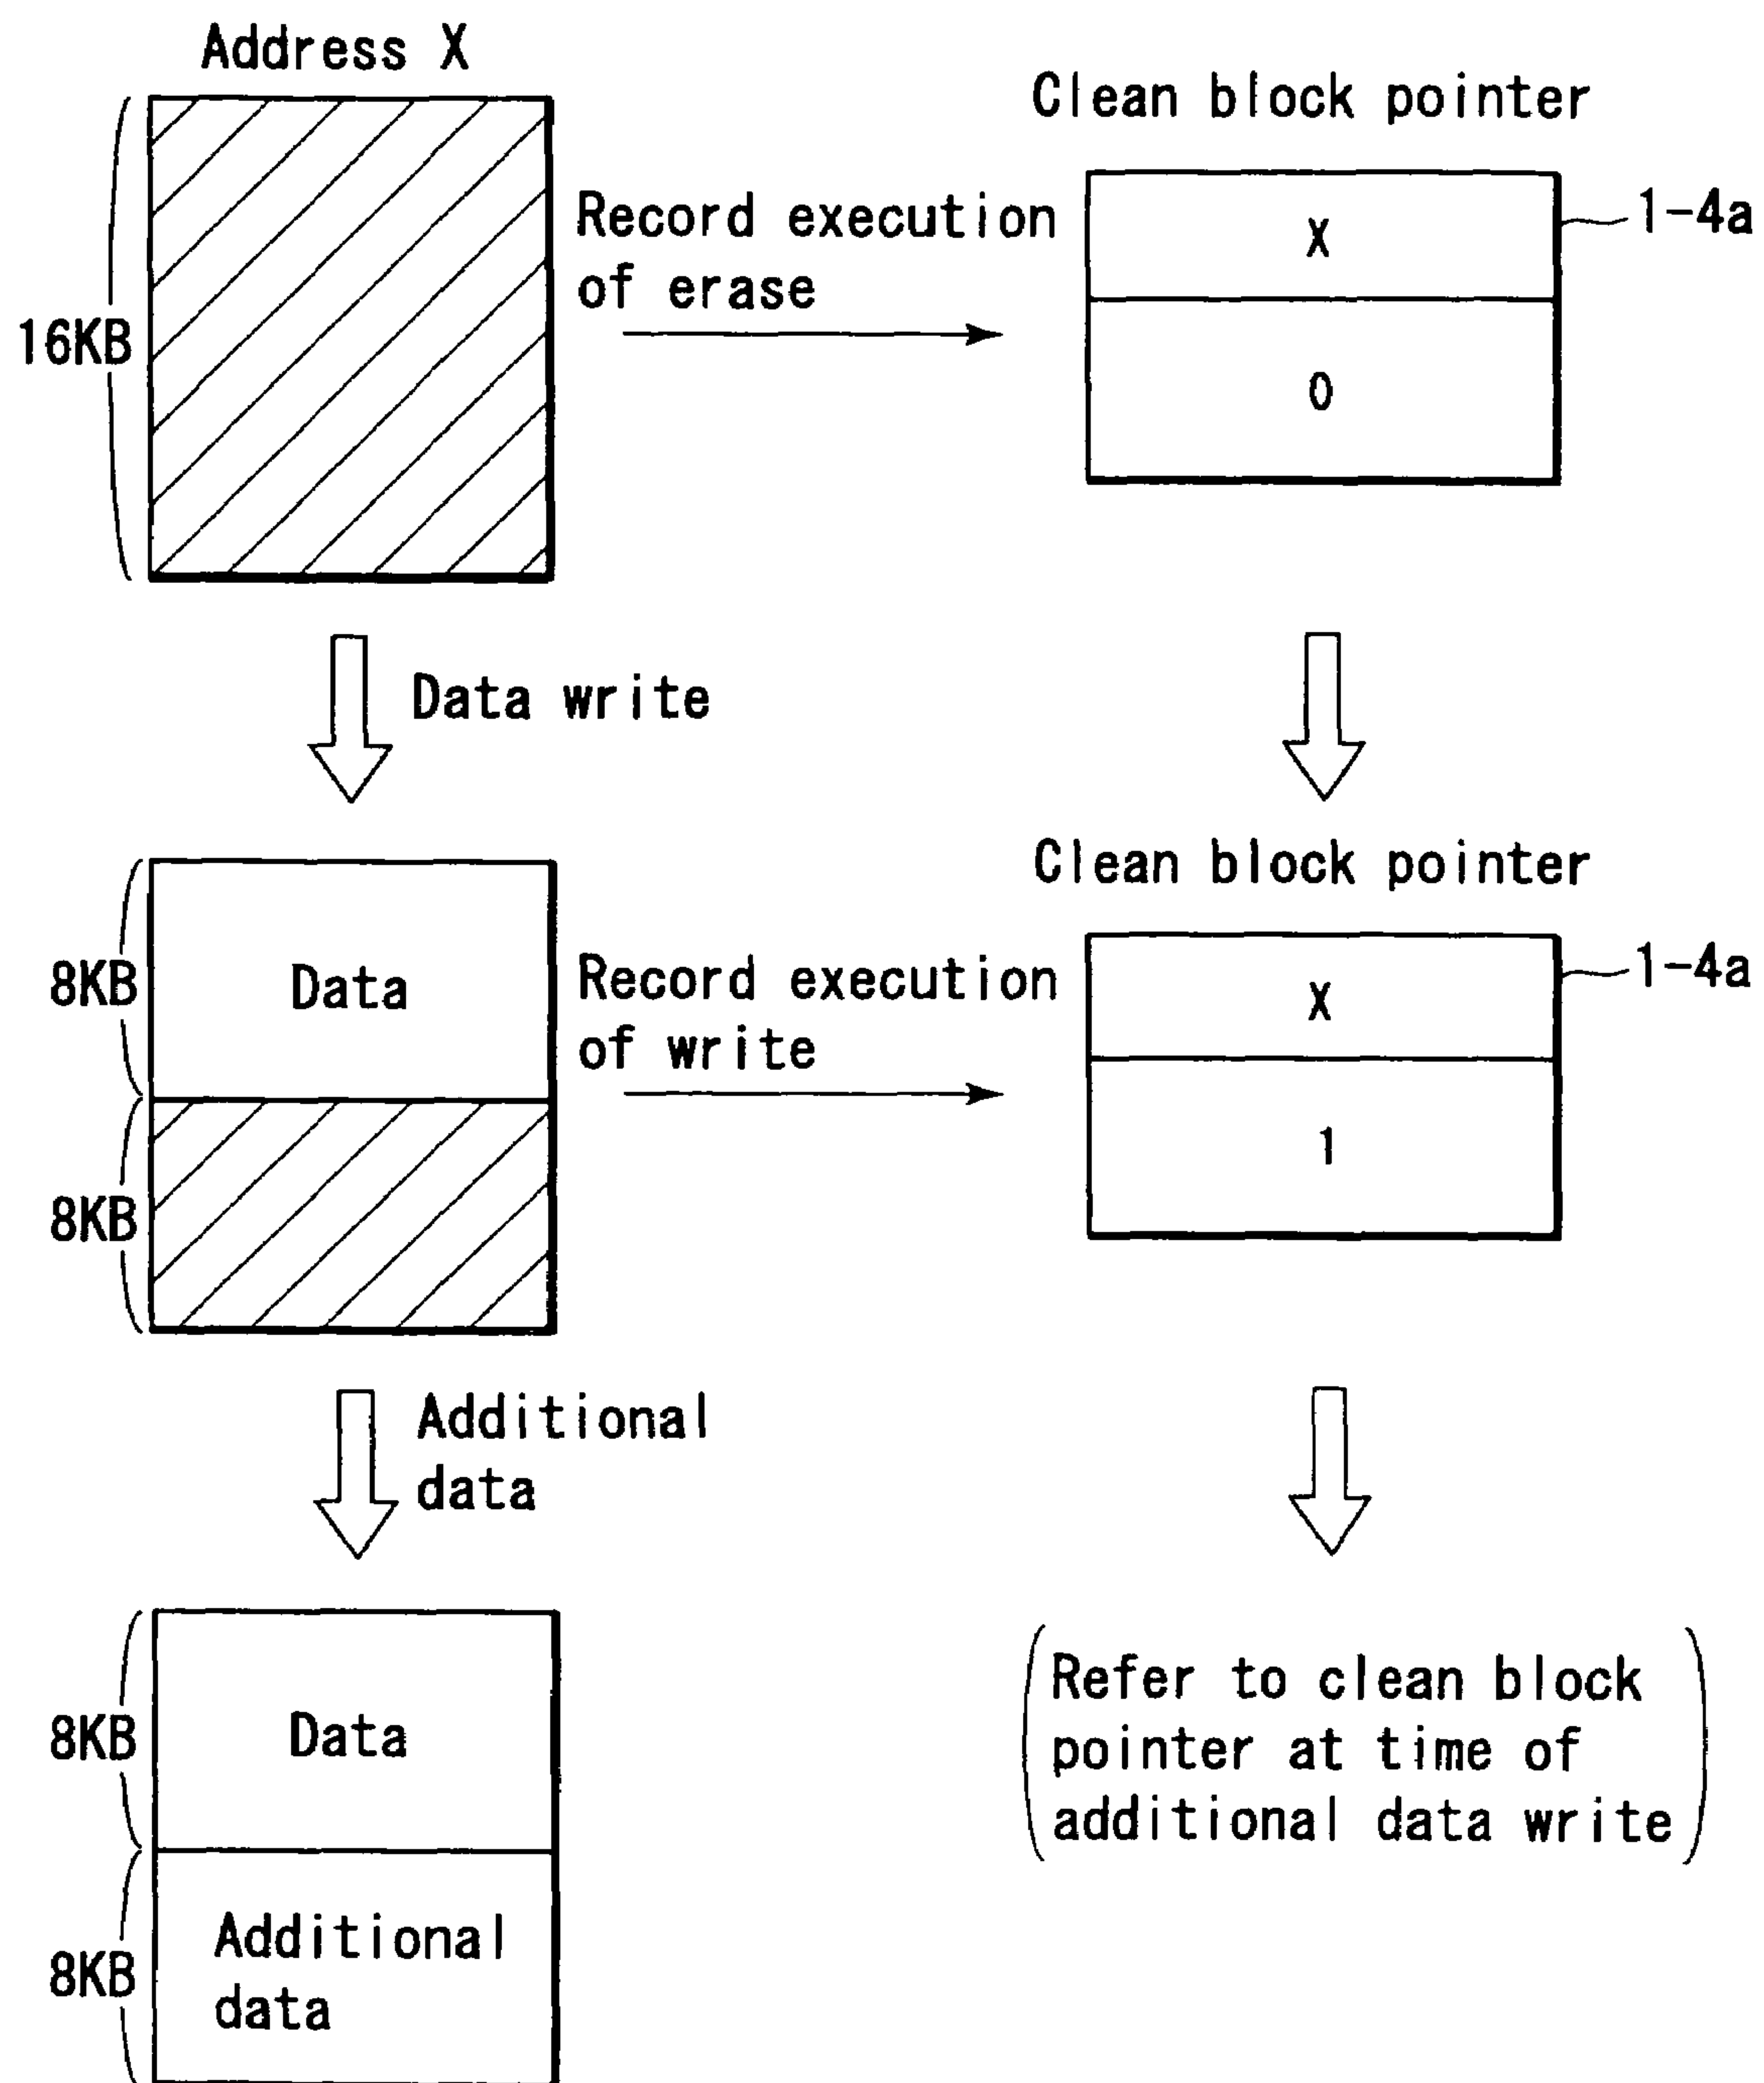 Address X
Clean block pointer
16KB
Record execution
of erase
X
0
1-4a
Data write
Clean block pointer
8KB
Data
8KB
Record execution
of write
X
1
1-4a
Additional
data
8KB
Data
8KB
Additional
data
Refer to clean block
pointer at time of
additional data write